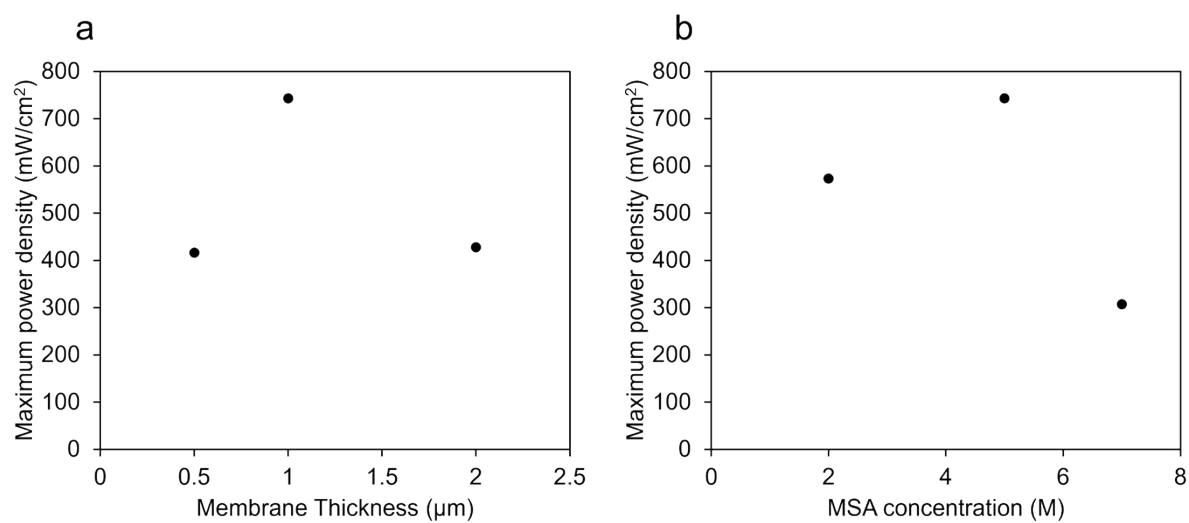 a
Maximum power density (mW/cm²)
800
700
600
500
400
300
200
100
0
0 0.5 1 1.5 2 2.5
Membrane Thickness (μm)
b
Maximum power density (mW/cm²)
800
700
600
500
400
300
200
100
0
0 2 4 6 8
MSA concentration (M)